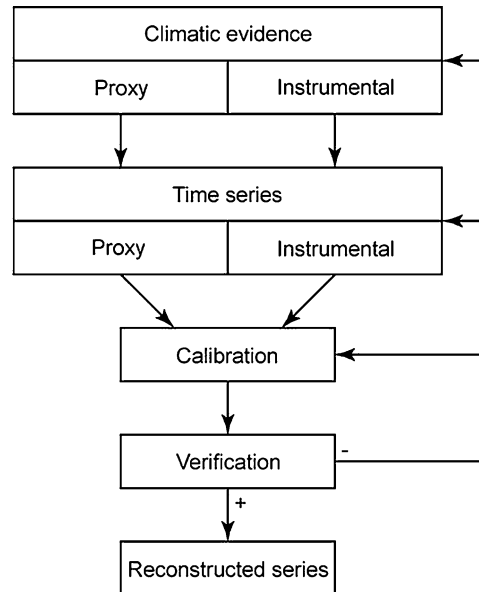 Climatic evidence
Proxy
Instrumental
Time series
Proxy
Instrumental
Calibration
Verification
-
+
Reconstructed series